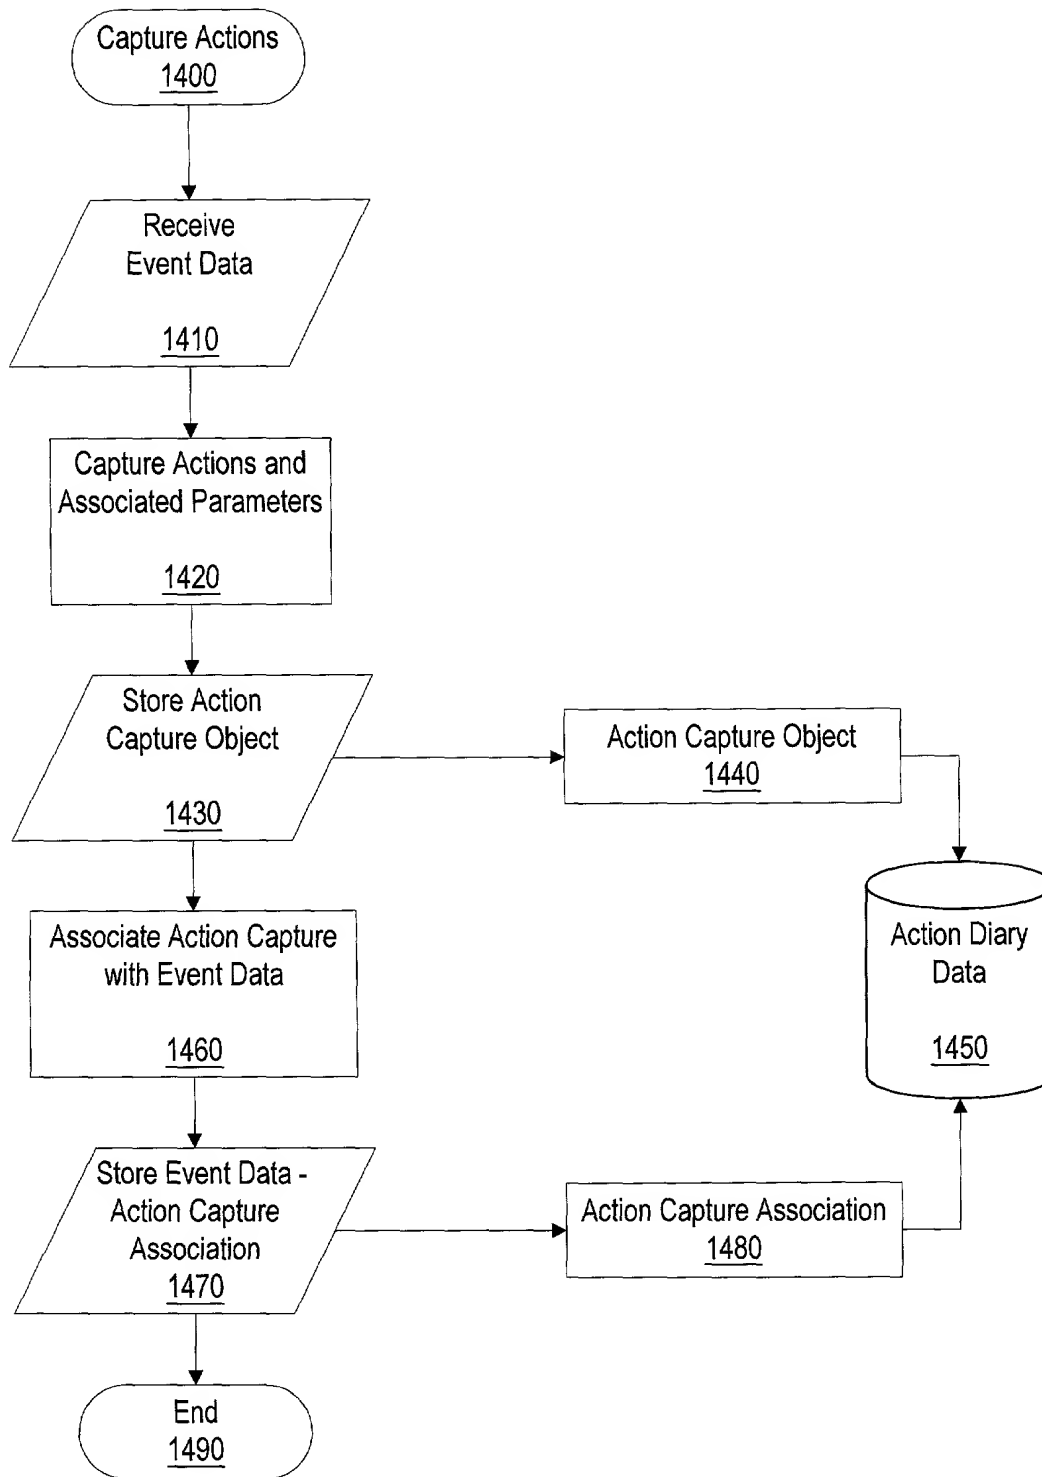 Capture Actions
1400
Receive
Event Data
1410
Capture Actions and
Associated Parameters
1420
Store Action
Capture Object
1430
Action Capture Object
1440
Action Diary
Data
1450
Associate Action Capture
with Event Data
1460
Store Event Data -
Action Capture
Association
1470
Action Capture Association
1480
End
1490